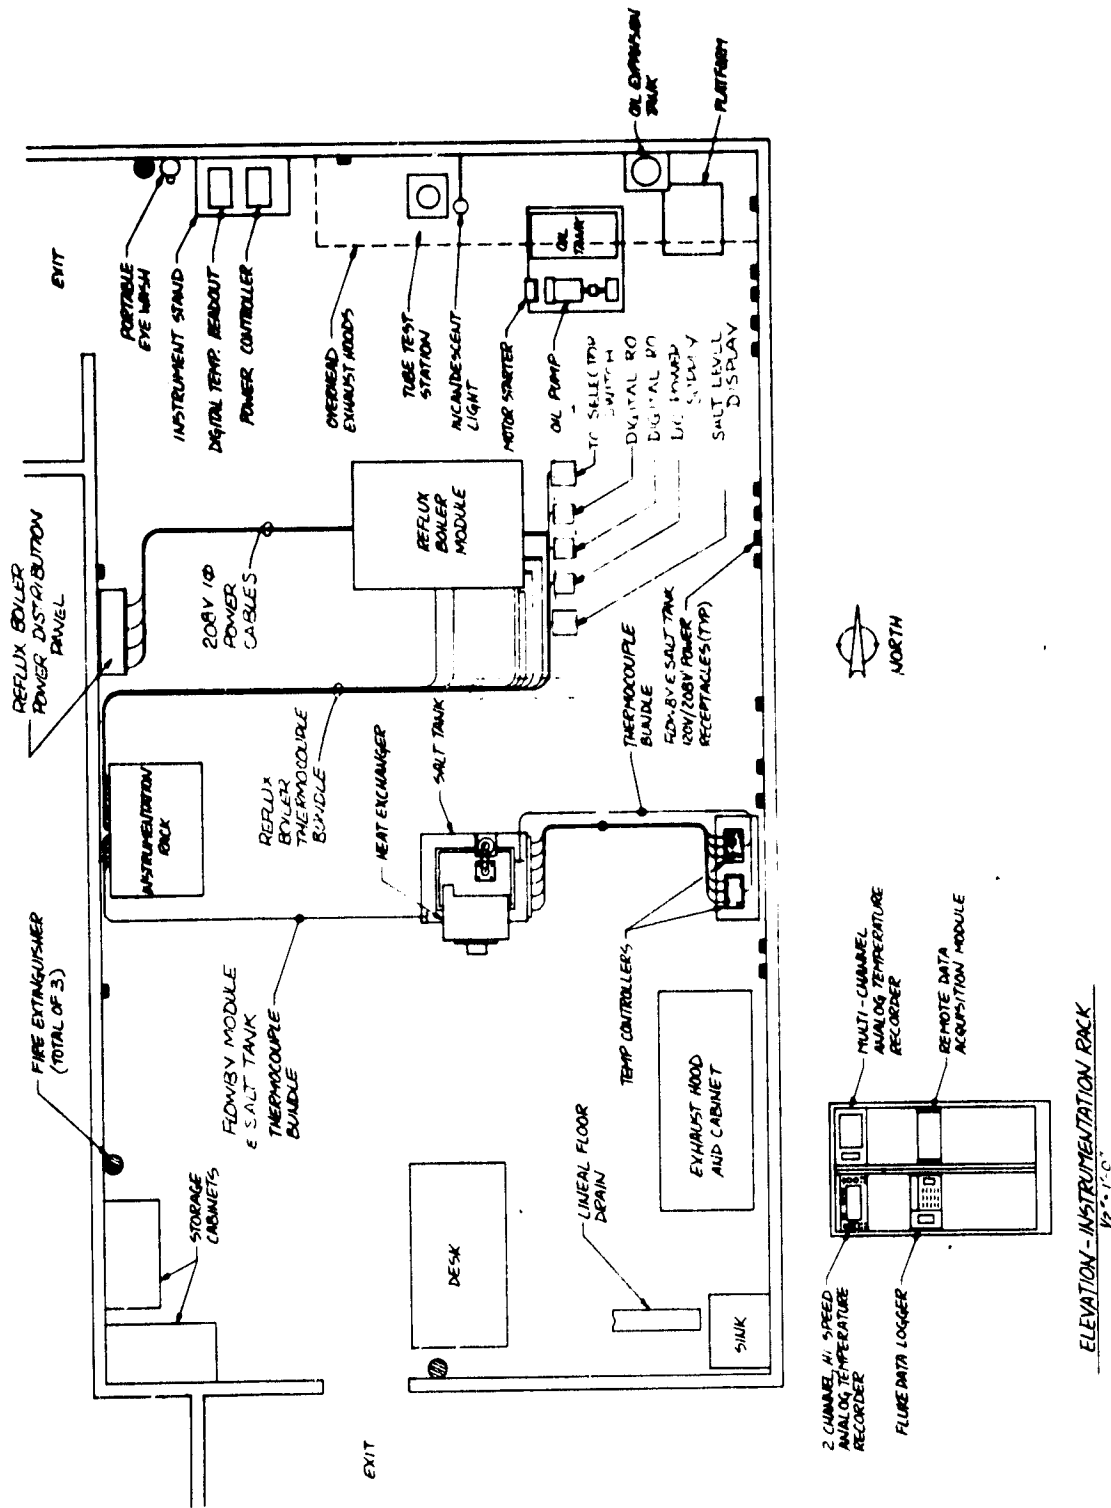 EXIT
PORTABLE
EYE WASH
INSTRUMENT STAND
DIGITAL TEMP. READOUT
POWER CONTROLLER
OVERHEAD
EXHAUST HOODS
TUBE TEST
STATION
INCANDESCENT
LIGHT
MOTOR STARTER
OIL PUMP
OIL
TANK
OIL EXPANSION
TANK
PLATFORM
REFLUX BOILER
POWER DISTRIBUTION
PANEL
208V 1Φ
POWER
CABLES
REFLUX
BOILER
MODULE
TC SELECTOR
SWITCH
DIGITAL RO
DIGITAL RO
DC POWER
SUPPLY
SALT LEVEL
DISPLAY
REFLUX
BOILER
THERMOCOUPLE
BUNDLE
HEAT EXCHANGER
SALT TANK
THERMOCOUPLE
BUNDLE
FLOWBY & SALT TANK
120V/208V POWER
RECEPTACLES (TYP)
NORTH
INSTRUMENTATION
RACK
FIRE EXTINGUISHER
(TOTAL OF 3)
FLOWBY MODULE
& SALT TANK
THERMOCOUPLE
BUNDLE
TEMP CONTROLLERS
STORAGE
CABINETS
DESK
LINEAL FLOOR
DRAIN
EXHAUST HOOD
AND CABINET
SINK
EXIT
MULTI-CHANNEL
ANALOG TEMPERATURE
RECORDER
REMOTE DATA
ACQUISITION MODULE
2 CHANNEL, HI SPEED
ANALOG TEMPERATURE
RECORDER
FLUKE DATA LOGGER
ELEVATION - INSTRUMENTATION RACK
1/2" = 1'-0"